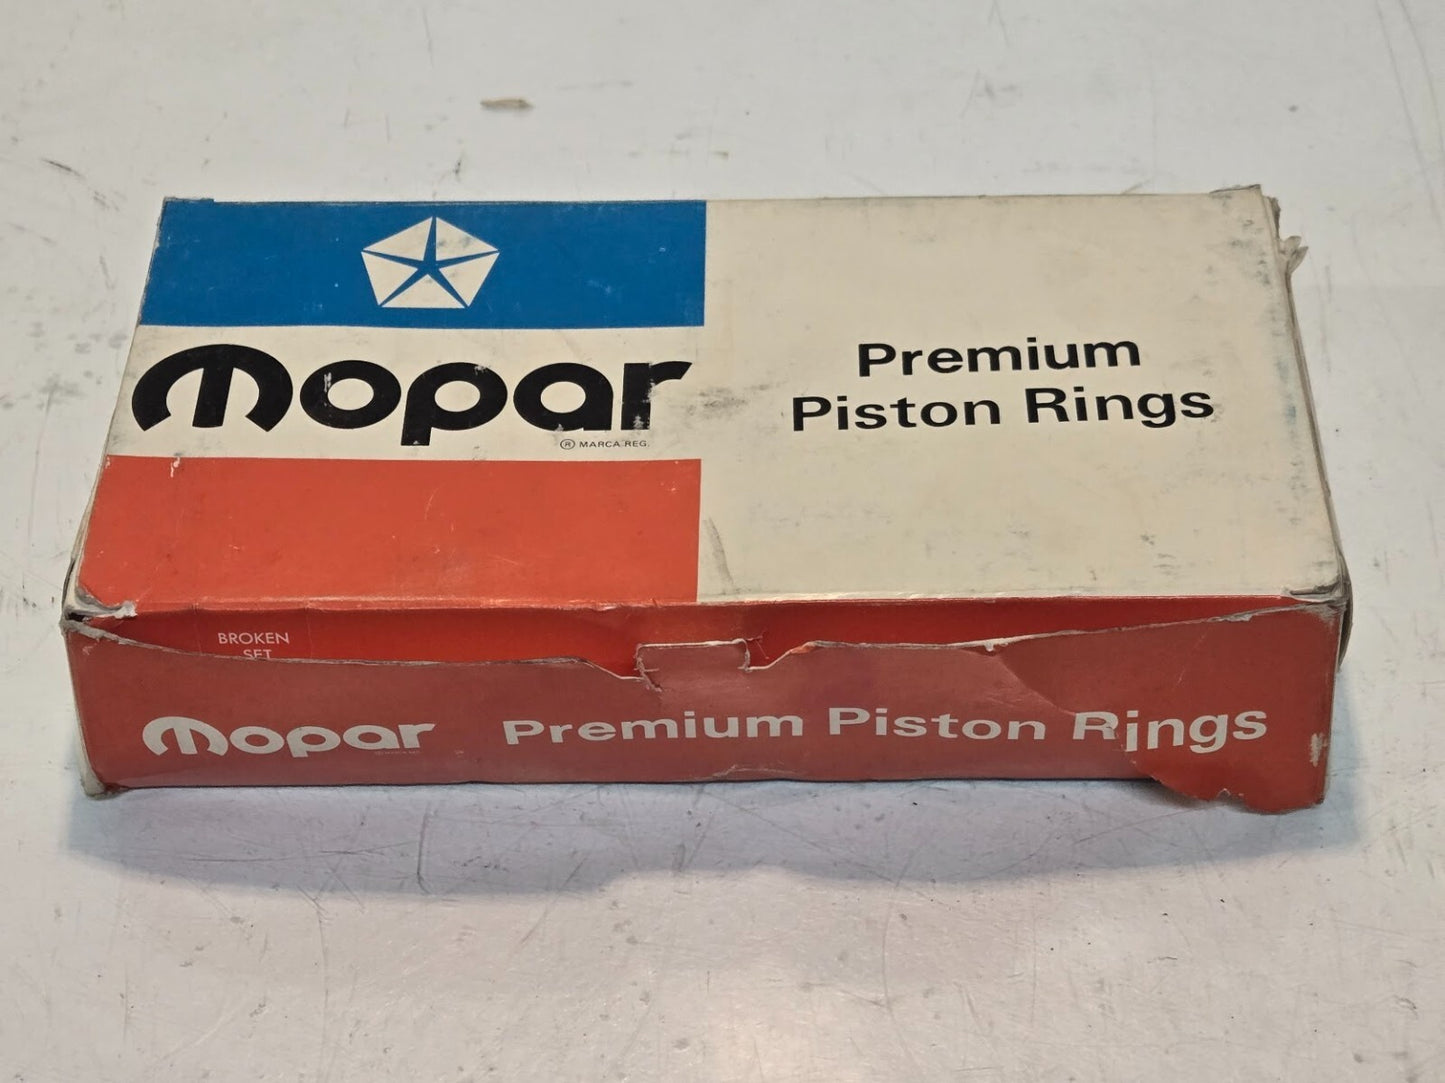 Mopar
® MARCA REG.
Premium
Piston Rings
BROKEN
SET
Mopar Premium Piston Rings